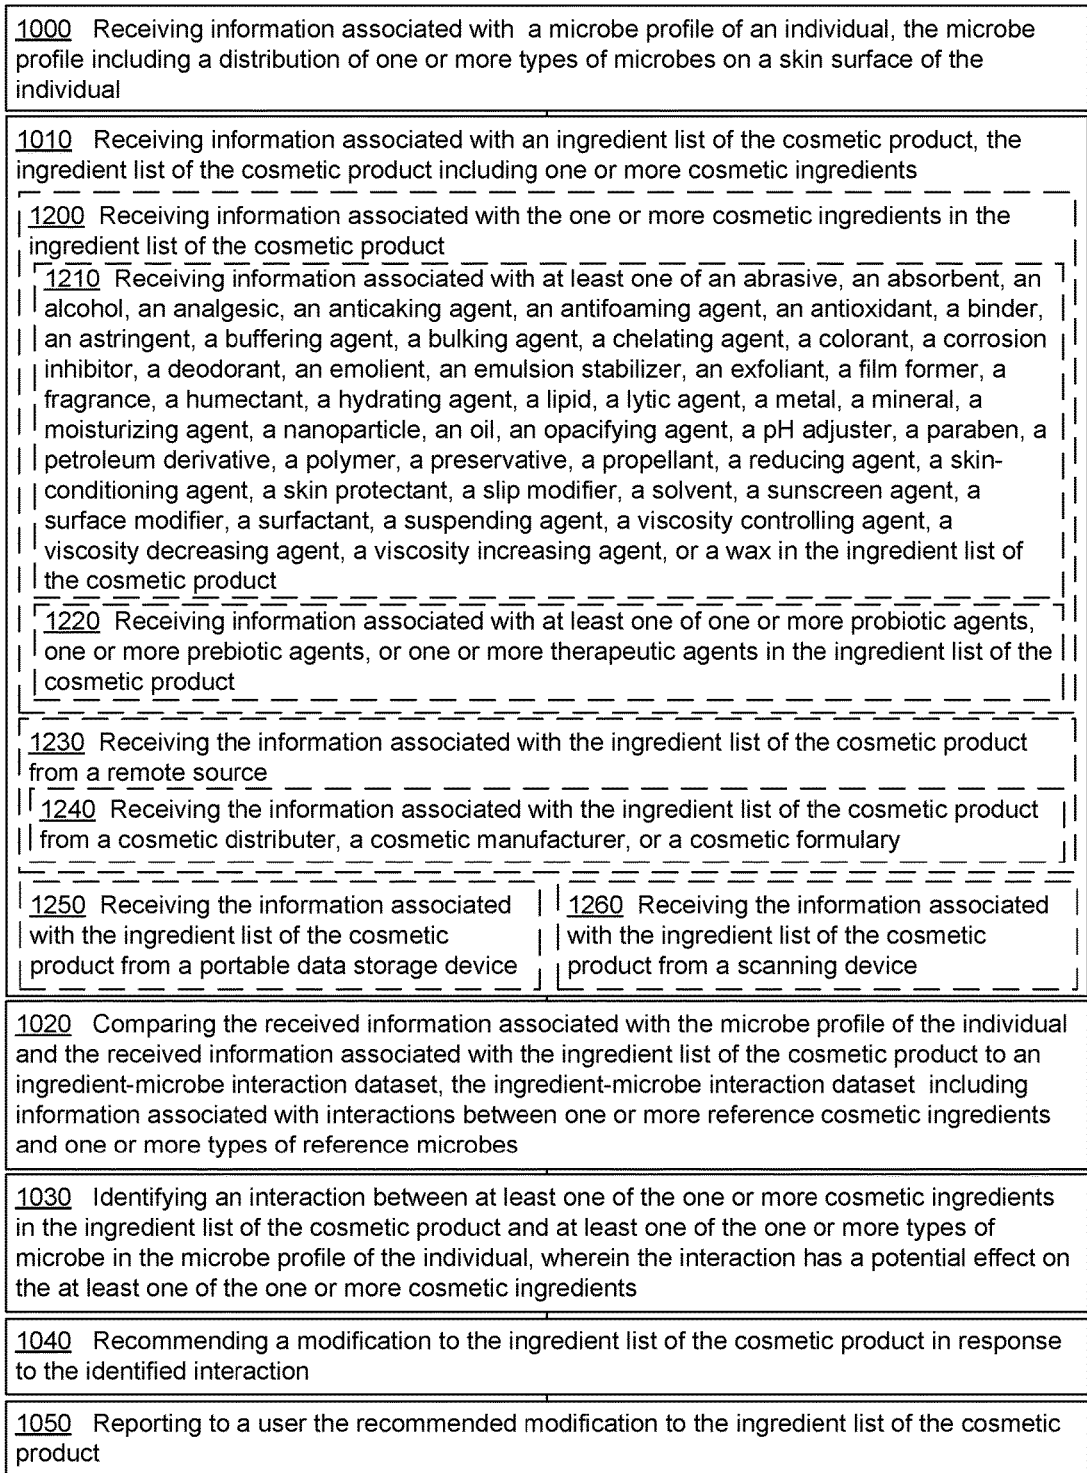 1000 Receiving information associated with a microbe profile of an individual, the microbe
profile including a distribution of one or more types of microbes on a skin surface of the
individual
1010 Receiving information associated with an ingredient list of the cosmetic product, the
ingredient list of the cosmetic product including one or more cosmetic ingredients
1200 Receiving information associated with the one or more cosmetic ingredients in the
ingredient list of the cosmetic product
1210 Receiving information associated with at least one of an abrasive, an absorbent, an
alcohol, an analgesic, an anticaking agent, an antifoaming agent, an antioxidant, a binder,
an astringent, a buffering agent, a bulking agent, a chelating agent, a colorant, a corrosion
inhibitor, a deodorant, an emolient, an emulsion stabilizer, an exfoliant, a film former, a
fragrance, a humectant, a hydrating agent, a lipid, a lytic agent, a metal, a mineral, a
moisturizing agent, a nanoparticle, an oil, an opacifying agent, a pH adjuster, a paraben, a
petroleum derivative, a polymer, a preservative, a propellant, a reducing agent, a skin-
conditioning agent, a skin protectant, a slip modifier, a solvent, a sunscreen agent, a
surface modifier, a surfactant, a suspending agent, a viscosity controlling agent, a
viscosity decreasing agent, a viscosity increasing agent, or a wax in the ingredient list of
the cosmetic product
1220 Receiving information associated with at least one of one or more probiotic agents,
one or more prebiotic agents, or one or more therapeutic agents in the ingredient list of the
cosmetic product
1230 Receiving the information associated with the ingredient list of the cosmetic product
from a remote source
1240 Receiving the information associated with the ingredient list of the cosmetic product
from a cosmetic distributer, a cosmetic manufacturer, or a cosmetic formulary
1250 Receiving the information associated
with the ingredient list of the cosmetic
product from a portable data storage device
1260 Receiving the information associated
with the ingredient list of the cosmetic
product from a scanning device
1020 Comparing the received information associated with the microbe profile of the individual
and the received information associated with the ingredient list of the cosmetic product to an
ingredient-microbe interaction dataset, the ingredient-microbe interaction dataset including
information associated with interactions between one or more reference cosmetic ingredients
and one or more types of reference microbes
1030 Identifying an interaction between at least one of the one or more cosmetic ingredients
in the ingredient list of the cosmetic product and at least one of the one or more types of
microbe in the microbe profile of the individual, wherein the interaction has a potential effect on
the at least one of the one or more cosmetic ingredients
1040 Recommending a modification to the ingredient list of the cosmetic product in response
to the identified interaction
1050 Reporting to a user the recommended modification to the ingredient list of the cosmetic
product